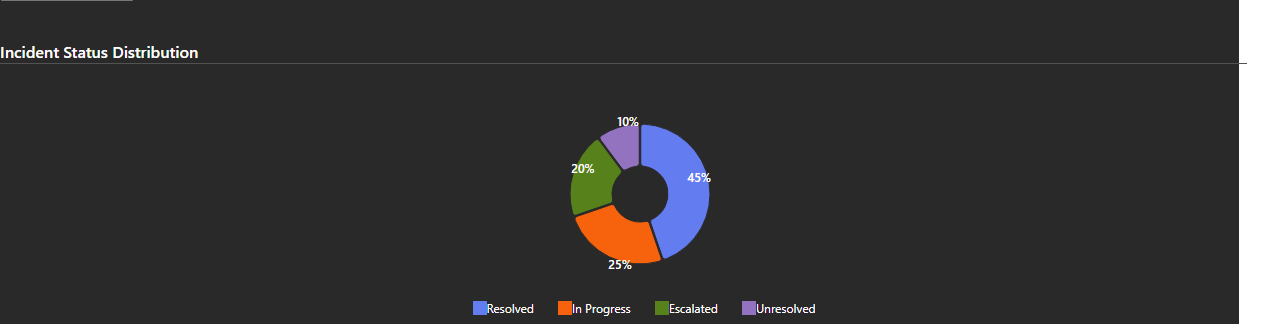 Incident Status Distribution
10%
20%
45%
25%
Resolved In Progress Escalated Unresolved